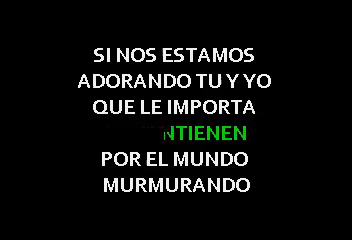 SI NOS ESTAMOS
ADORANDO TU Y YO
QUE LE IMPORTA
NTIENEN
POR EL MUNDO
MURMURANDO